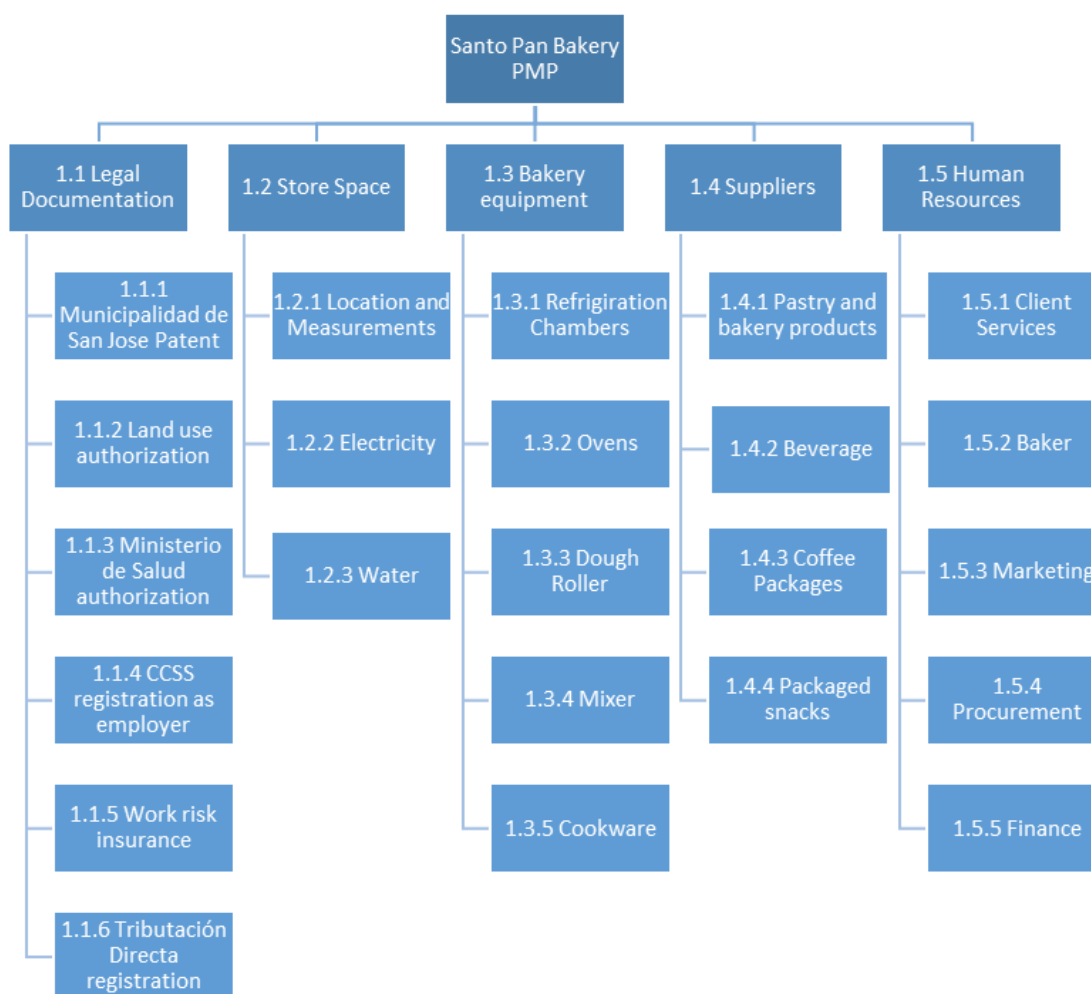 Santo Pan Bakery
PMP
1.1 Legal
Documentation
1.2 Store Space
1.3 Bakery
equipment
1.4 Suppliers
1.5 Human
Resources
1.1.1
Municipalidad de
San Jose Patent
1.1.2 Land use
authorization
1.1.3 Ministerio
de Salud
authorization
1.1.4 CCSS
registration as
employer
1.1.5 Work risk
insurance
1.1.6 Tributación
Directa
registration
1.2.1 Location and
Measurements
1.2.2 Electricity
1.2.3 Water
1.3.1 Refrigiration
Chambers
1.3.2 Ovens
1.3.3 Dough
Roller
1.3.4 Mixer
1.3.5 Cookware
1.4.1 Pastry and
bakery products
1.4.2 Beverage
1.4.3 Coffee
Packages
1.4.4 Packaged
snacks
1.5.1 Client
Services
1.5.2 Baker
1.5.3 Marketing
1.5.4
Procurement
1.5.5 Finance